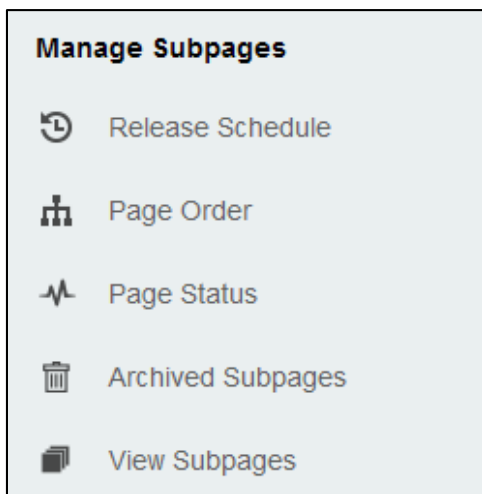 Manage Subpages
Release Schedule
Page Order
Page Status
Archived Subpages
View Subpages